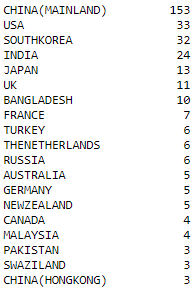 CHINA(MAINLAND) 153
USA 33
SOUTHKOREA 32
INDIA 24
JAPAN 13
UK 11
BANGLADESH 10
FRANCE 7
TURKEY 6
THENETHERLANDS 6
RUSSIA 6
AUSTRALIA 5
GERMANY 5
NEWZEALAND 5
CANADA 4
MALAYSIA 4
PAKISTAN 3
SWAZILAND 3
CHINA(HONGKONG) 3